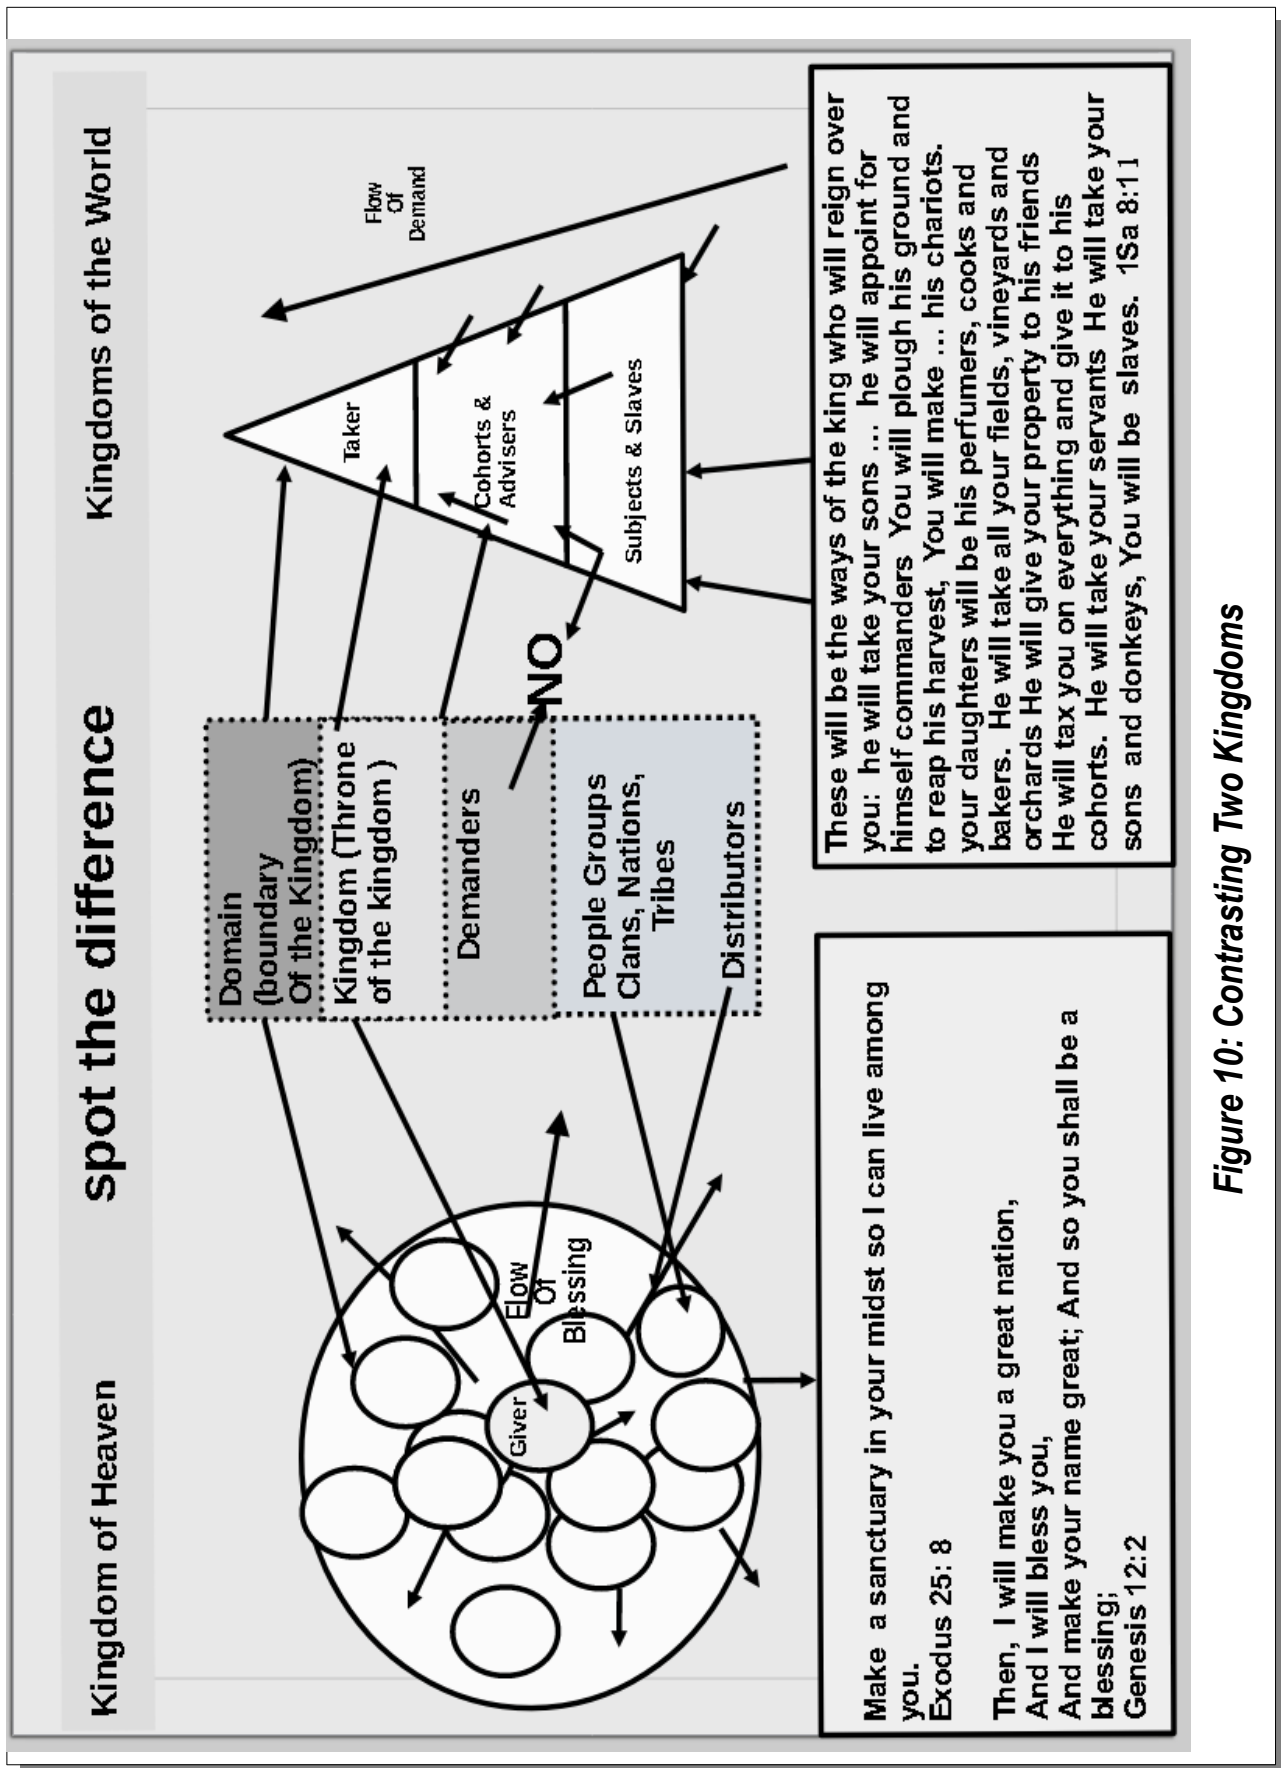 Kingdom of Heaven
spot the difference
Kingdoms of the World
Domain
(boundary
Of the Kingdom)
Kingdom (Throne
of the kingdom )
Demanders
People Groups
Clans, Nations,
Tribes
Distributors
NO
Giver
Flow
Of
Blessing
Taker
Cohorts &
Advisers
Subjects & Slaves
Flow
Of
Demand
Make a sanctuary in your midst so I can live among
you.
Exodus 25: 8
Then, I will make you a great nation,
And I will bless you,
And make your name great; And so you shall be a
blessing;
Genesis 12:2
These will be the ways of the king who will reign over
you: he will take your sons ... he will appoint for
himself commanders You will plough his ground and
to reap his harvest, You will make ... his chariots.
your daughters will be his perfumers, cooks and
bakers. He will take all your fields, vineyards and
orchards He will give your property to his friends
He will tax you on everything and give it to his
cohorts. He will take your servants He will take your
sons and donkeys, You will be slaves. 1Sa 8:11
Figure 10: Contrasting Two Kingdoms